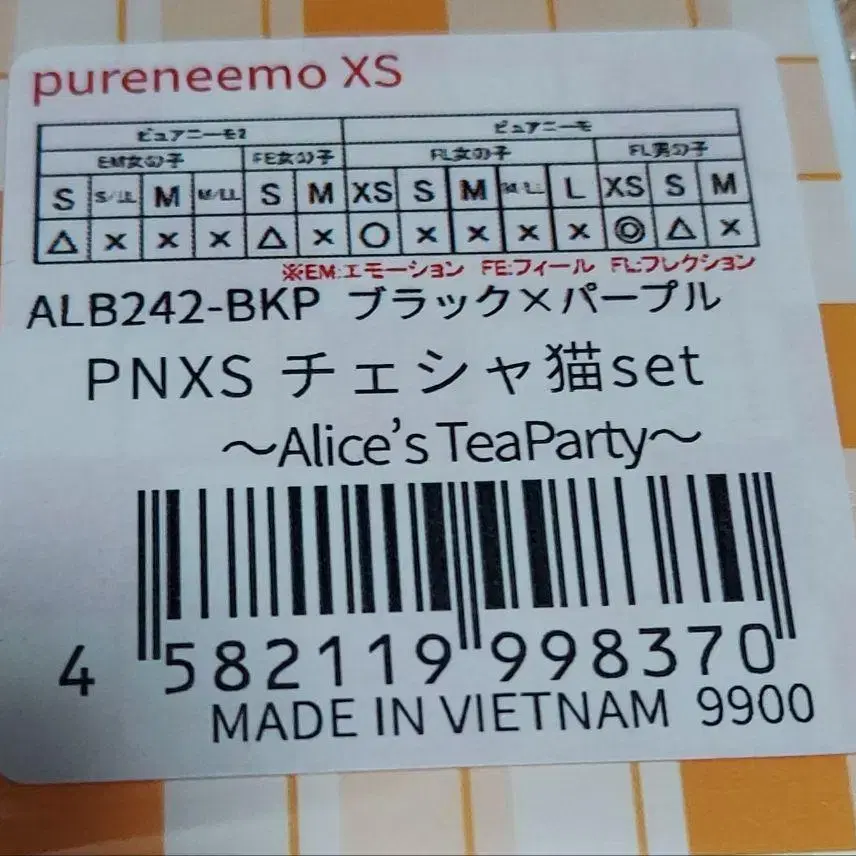 pureneemo XS
ピュアニーモ2 ピュアニーモ
EM女の子 FE女の子 FL女の子 FL男の子
S S/LL M M/LL S M XS S M M/LL L XS S M
△ × × × △ × ○ × × × × ◎ △ ×
※EM:エモーション FE:フィール FL:フレクション
ALB242-BKP ブラック×パープル
PNXS チェシャ猫set
～Alice's TeaParty～
4 582119 998370
MADE IN VIETNAM 9900